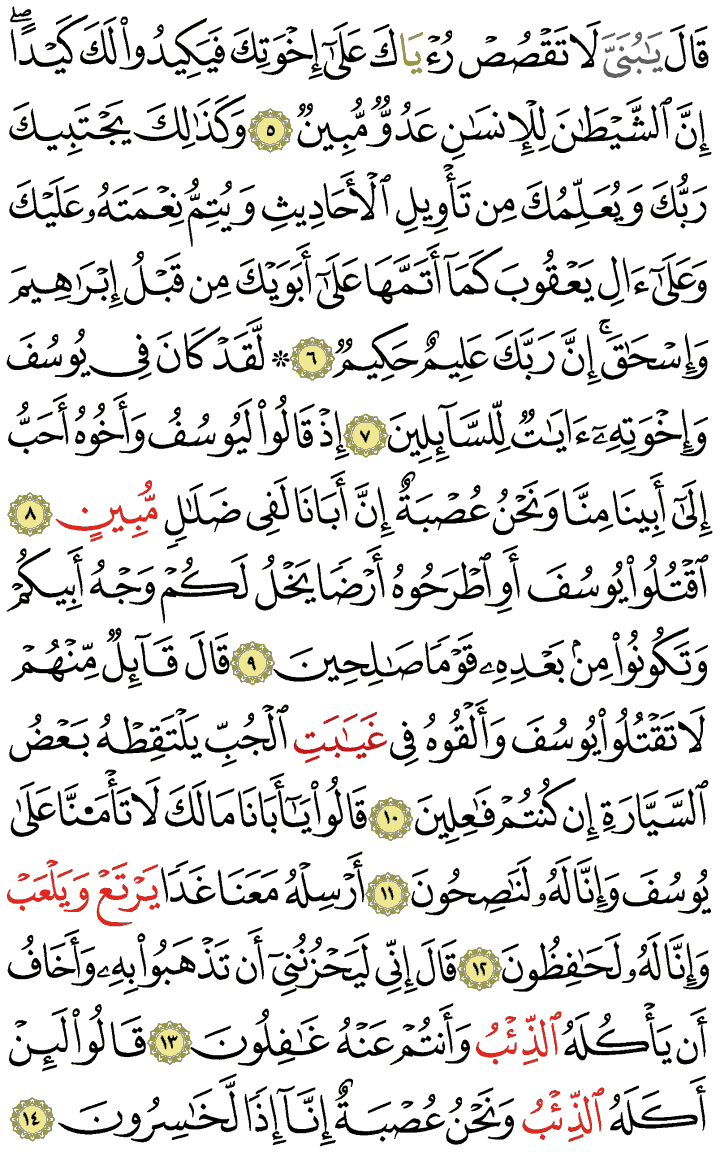 قَالَ يَٰبُنَىَّ لَا تَقۡصُصۡ رُءۡيَاكَ عَلَىٰٓ إِخۡوَتِكَ فَيَكِيدُواْ لَكَ كَيۡدًاۖ
إِنَّ ٱلشَّيۡطَٰنَ لِلۡإِنسَٰنِ عَدُوّٞ مُّبِينٞ ٥ وَكَذَٰلِكَ يَجۡتَبِيكَ
رَبُّكَ وَيُعَلِّمُكَ مِن تَأۡوِيلِ ٱلۡأَحَادِيثِ وَيُتِمُّ نِعۡمَتَهُۥ عَلَيۡكَ
وَعَلَىٰٓ ءَالِ يَعۡقُوبَ كَمَآ أَتَمَّهَا عَلَىٰٓ أَبَوَيۡكَ مِن قَبۡلُ إِبۡرَٰهِيمَ
وَإِسۡحَٰقَۚ إِنَّ رَبَّكَ عَلِيمٌ حَكِيمٞ ٦ * لَّقَدۡ كَانَ فِي يُوسُفَ
وَإِخۡوَتِهِۦٓ ءَايَٰتٞ لِّلسَّآئِلِينَ ٧ إِذۡ قَالُواْ لَيُوسُفُ وَأَخُوهُ أَحَبُّ
إِلَىٰٓ أَبِينَا مِنَّا وَنَحۡنُ عُصۡبَةٌ إِنَّ أَبَانَا لَفِي ضَلَٰلٖ مُّبِينٍ ٨
ٱقۡتُلُواْ يُوسُفَ أَوِ ٱطۡرَحُوهُ أَرۡضٗا يَخۡلُ لَكُمۡ وَجۡهُ أَبِيكُمۡ
وَتَكُونُواْ مِنۢ بَعۡدِهِۦ قَوۡمٗا صَٰلِحِينَ ٩ قَالَ قَآئِلٞ مِّنۡهُمۡ
لَا تَقۡتُلُواْ يُوسُفَ وَأَلۡقُوهُ فِي غَيَٰبَتِ ٱلۡجُبِّ يَلۡتَقِطۡهُ بَعۡضُ
ٱلسَّيَّارَةِ إِن كُنتُمۡ فَٰعِلِينَ ١٠ قَالُواْ يَٰٓأَبَانَا مَالَكَ لَا تَأۡمَ۬نَّا عَلَىٰ
يُوسُفَ وَإِنَّا لَهُۥ لَنَٰصِحُونَ ١١ أَرۡسِلۡهُ مَعَنَا غَدٗا يَرۡتَعۡ وَيَلۡعَبۡ
وَإِنَّا لَهُۥ لَحَٰفِظُونَ ١٢ قَالَ إِنِّي لَيَحۡزُنُنِيٓ أَن تَذۡهَبُواْ بِهِۦ وَأَخَافُ
أَن يَأۡكُلَهُ ٱلذِّئۡبُ وَأَنتُمۡ عَنۡهُ غَٰفِلُونَ ١٣ قَالُواْ لَئِنۡ
أَكَلَهُ ٱلذِّئۡبُ وَنَحۡنُ عُصۡبَةٌ إِنَّآ إِذٗا لَّخَٰسِرُونَ ١٤